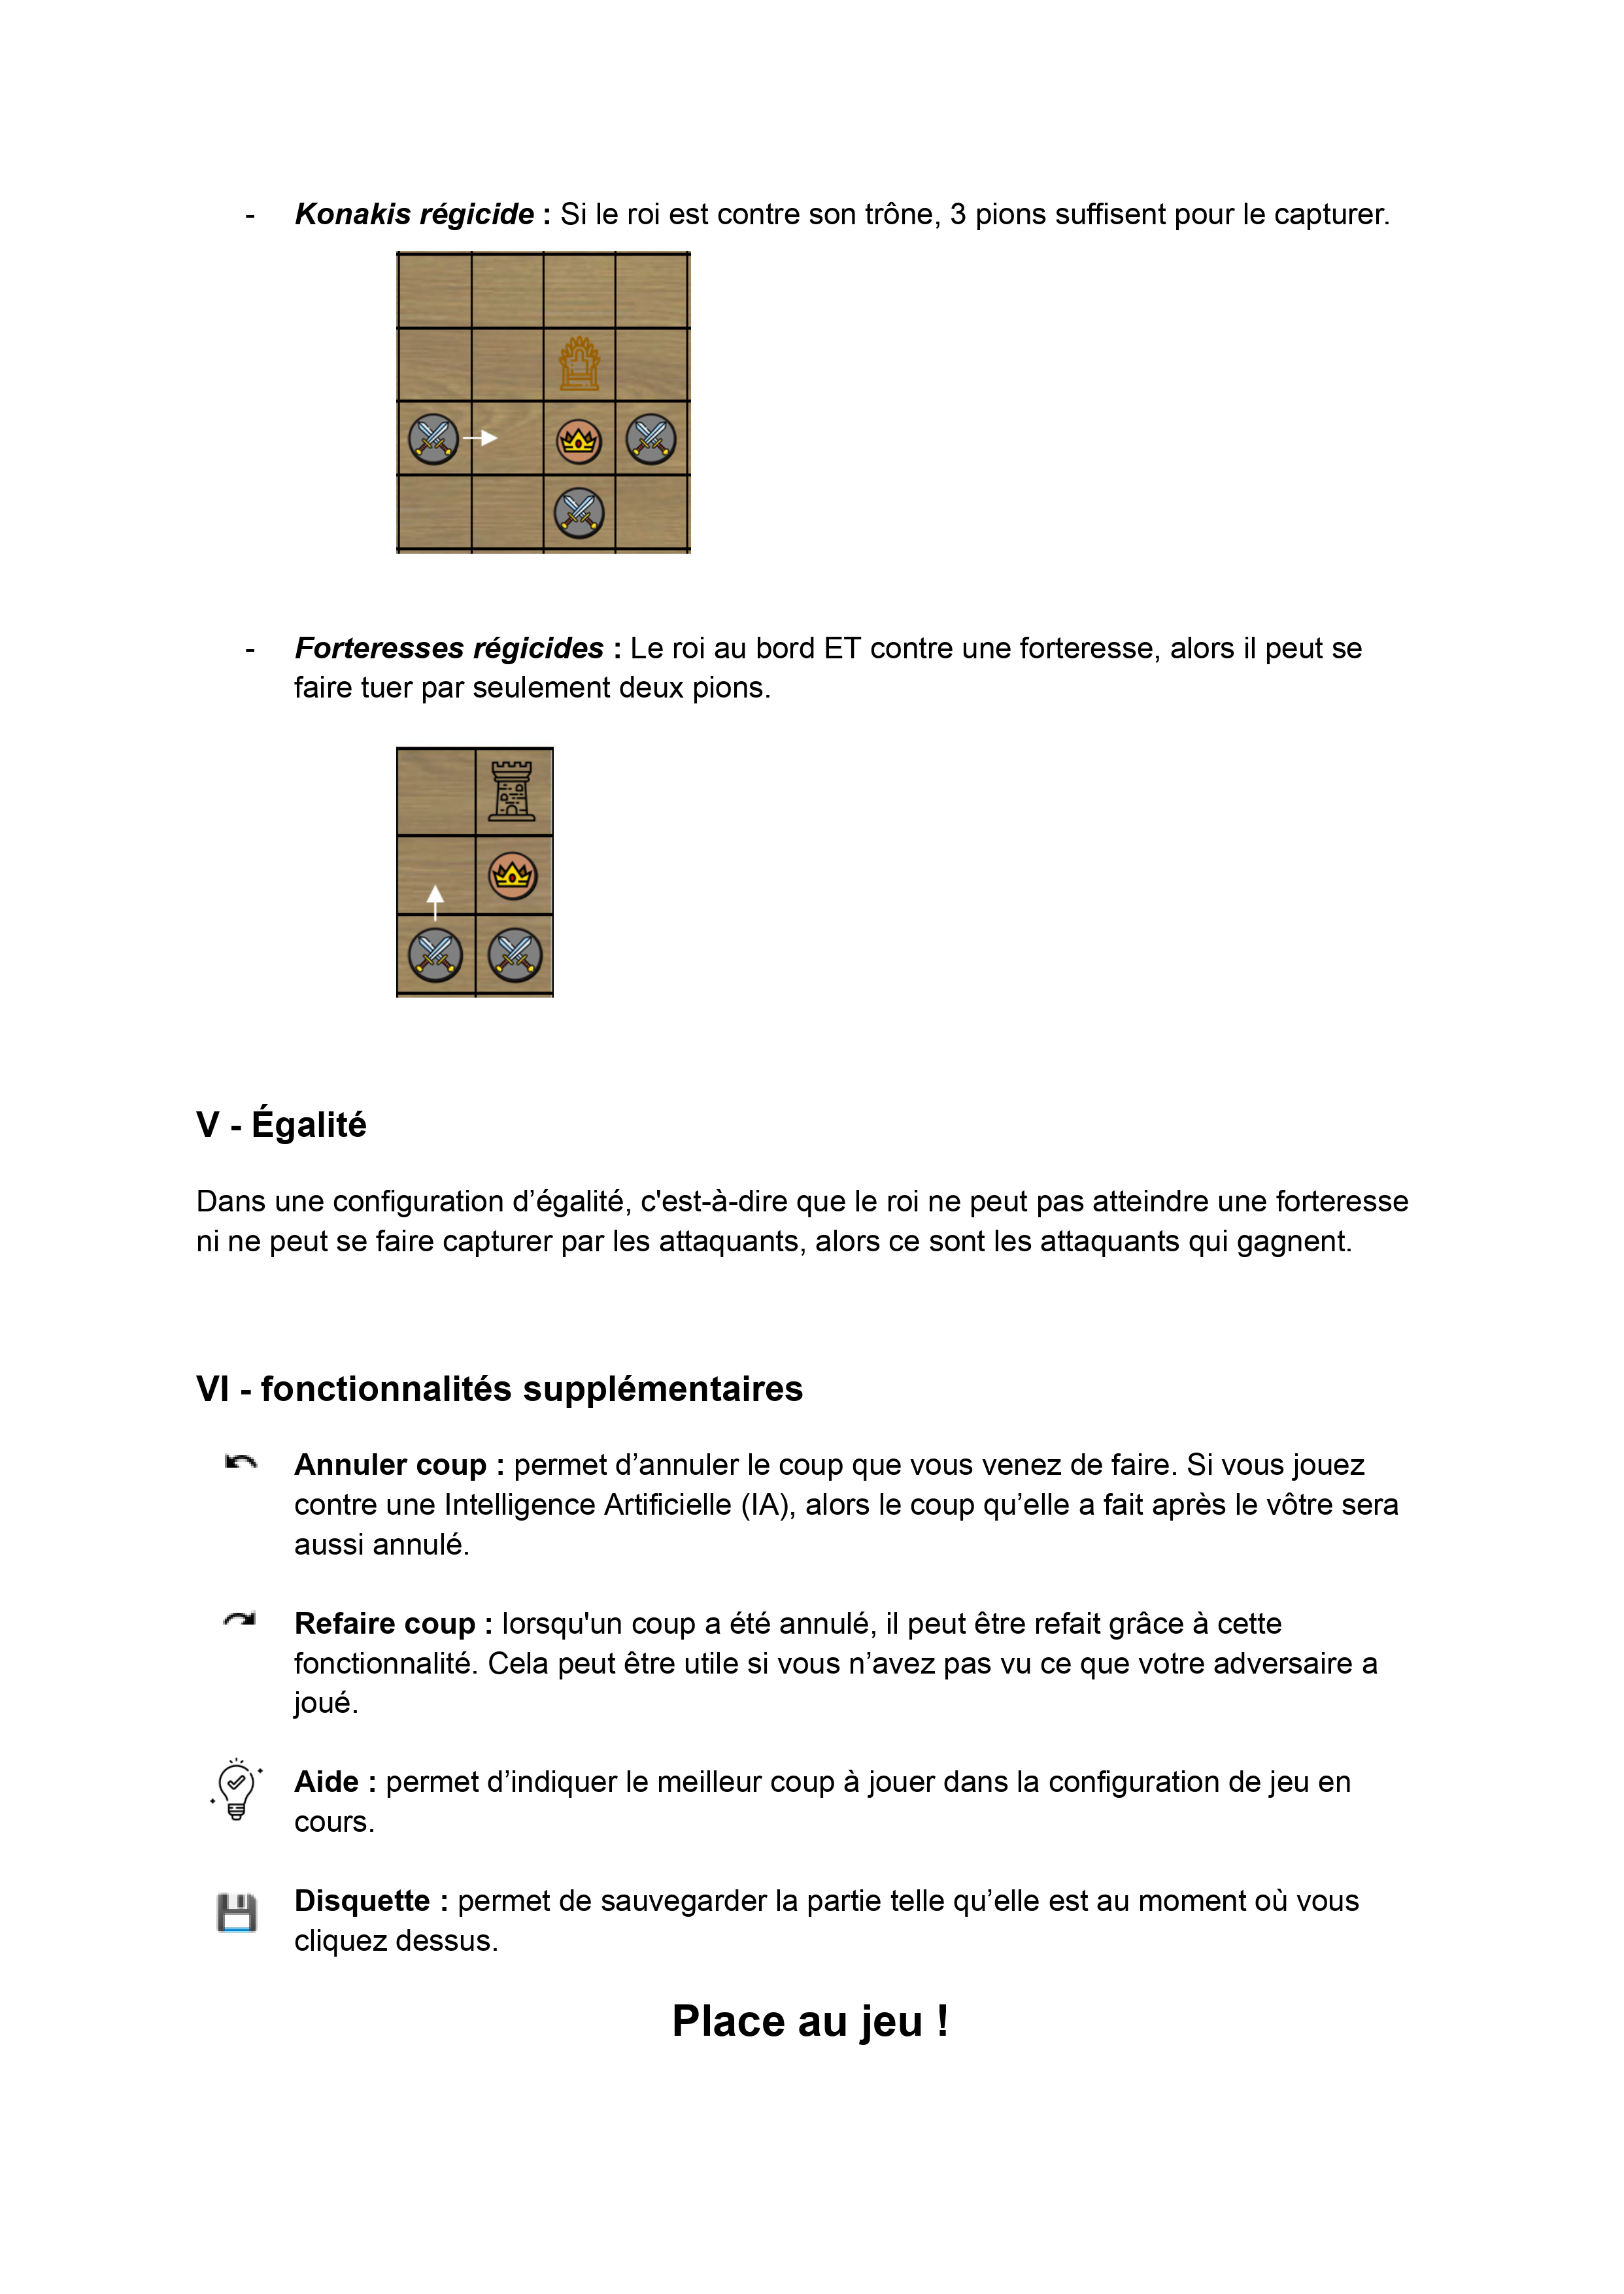 - Konakis régicide : Si le roi est contre son trône, 3 pions suffisent pour le capturer.
- Forteresses régicides : Le roi au bord ET contre une forteresse, alors il peut se
faire tuer par seulement deux pions.
V - Égalité
Dans une configuration d’égalité, c'est-à-dire que le roi ne peut pas atteindre une forteresse
ni ne peut se faire capturer par les attaquants, alors ce sont les attaquants qui gagnent.
VI - fonctionnalités supplémentaires
Annuler coup : permet d’annuler le coup que vous venez de faire. Si vous jouez
contre une Intelligence Artificielle (IA), alors le coup qu’elle a fait après le vôtre sera
aussi annulé.
Refaire coup : lorsqu'un coup a été annulé, il peut être refait grâce à cette
fonctionnalité. Cela peut être utile si vous n’avez pas vu ce que votre adversaire a
joué.
Aide : permet d’indiquer le meilleur coup à jouer dans la configuration de jeu en
cours.
Disquette : permet de sauvegarder la partie telle qu’elle est au moment où vous
cliquez dessus.
Place au jeu !